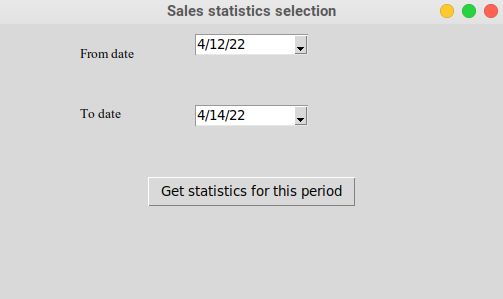 Sales statistics selection
From date
4/12/22
To date
4/14/22
Get statistics for this period